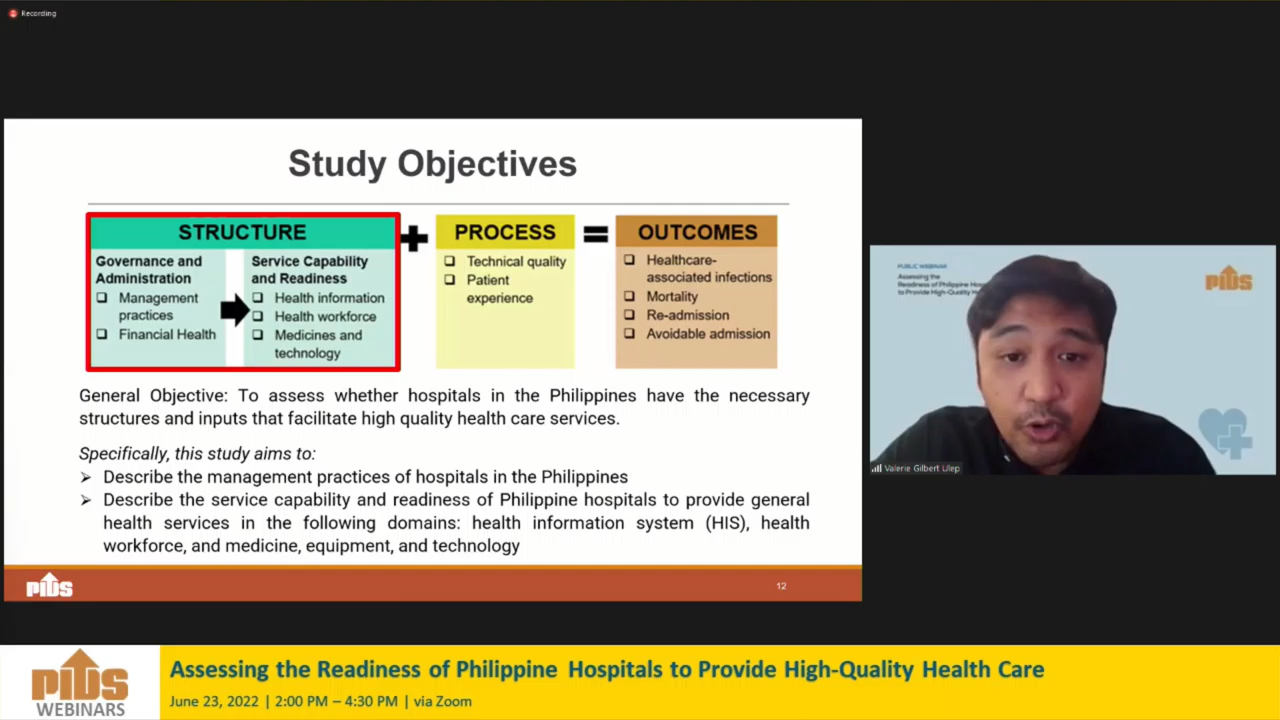 Recording
Study Objectives
STRUCTURE
Governance and
Administration
Management
practices
Financial Health
Service Capability
and Readiness
Health information
Health workforce
Medicines and
technology
+
PROCESS
Technical quality
Patient
experience
=
OUTCOMES
Healthcare-
associated infections
Mortality
Re-admission
Avoidable admission
General Objective: To assess whether hospitals in the Philippines have the necessary
structures and inputs that facilitate high quality health care services.
Specifically, this study aims to:
Describe the management practices of hospitals in the Philippines
Describe the service capability and readiness of Philippine hospitals to provide general
health services in the following domains: health information system (HIS), health
workforce, and medicine, equipment, and technology
PIDS
12
PUBLIC WEBINAR
Assessing the
Readiness of Philippine
to Provide High-Quality
PIDS
Valerie Gilbert Ulep
PIDS
WEBINARS
Assessing the Readiness of Philippine Hospitals to Provide High-Quality Health Care
June 23, 2022 | 2:00 PM – 4:30 PM | via Zoom